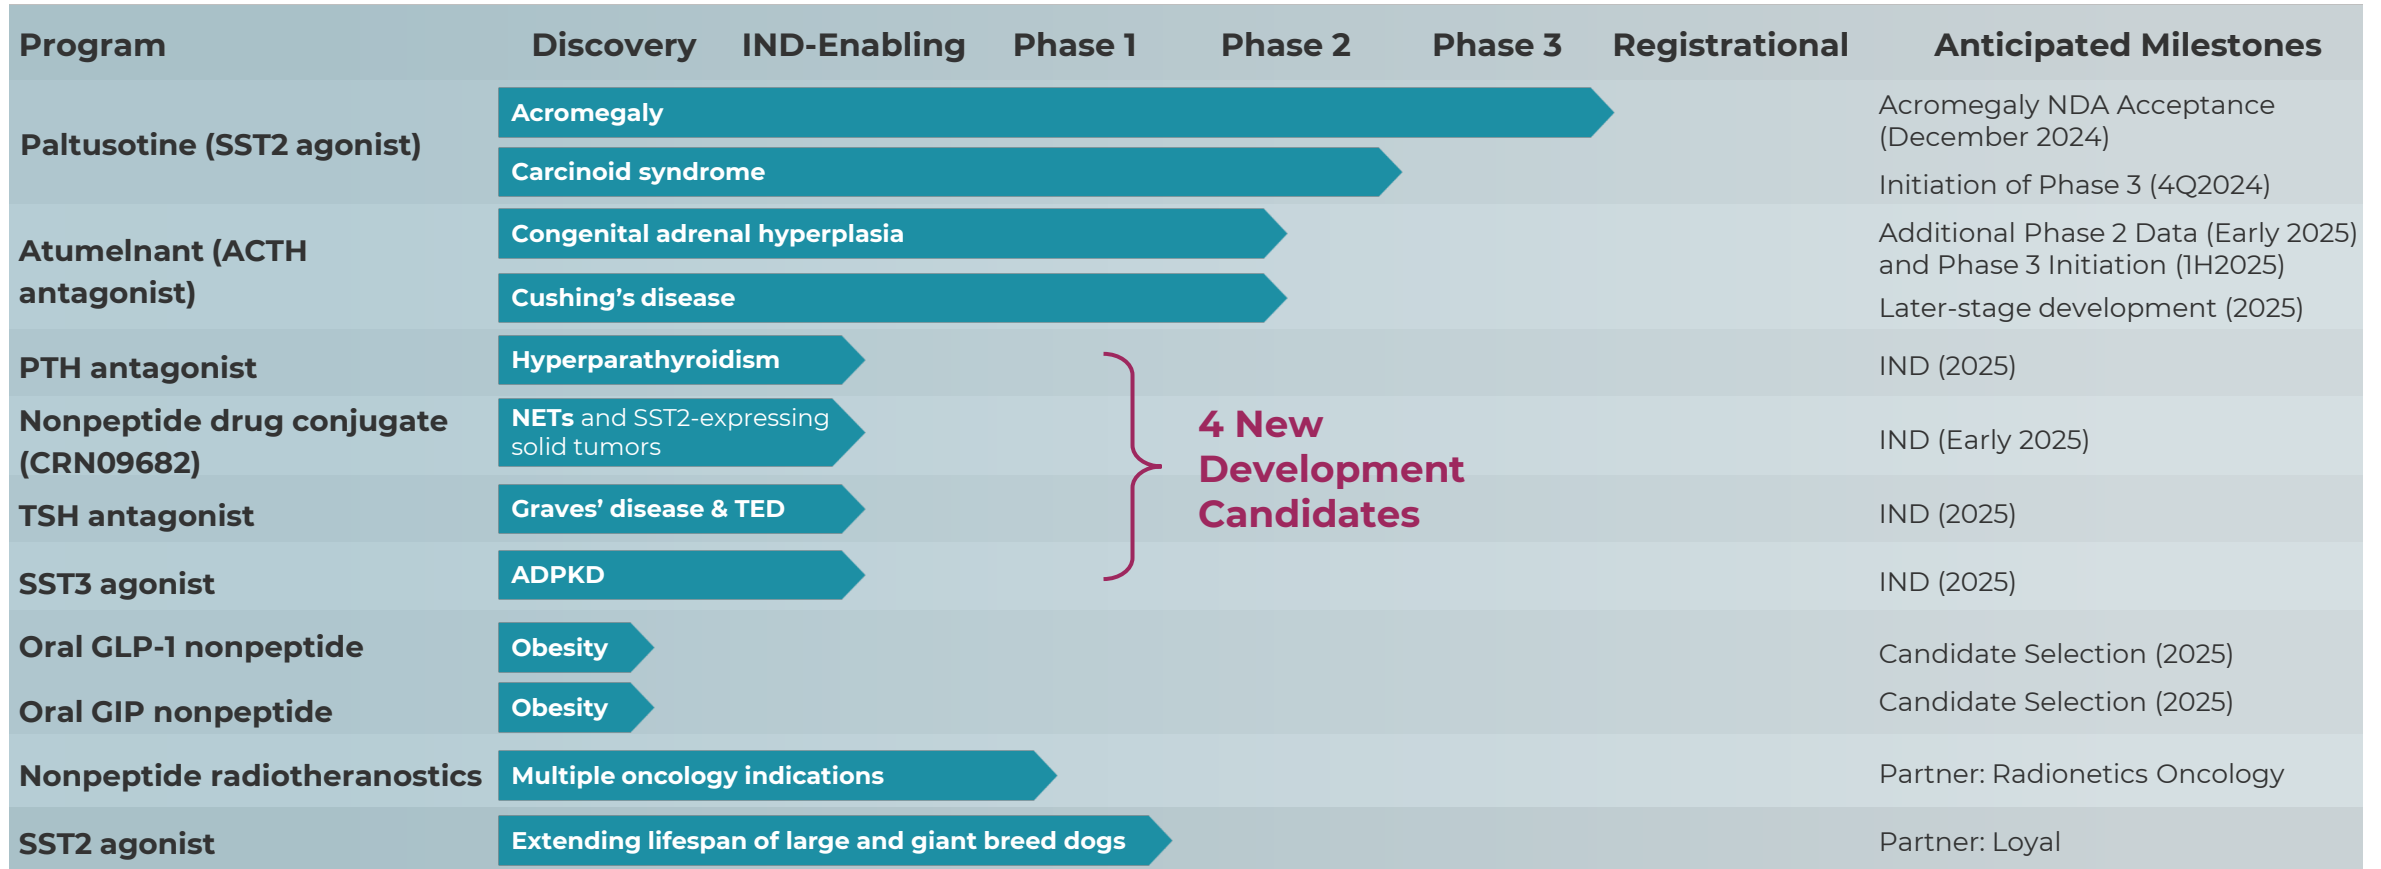 Program Discovery IND-Enabling Phase 1 Phase 2 Phase 3 Registrational Anticipated Milestones
Paltusotine (SST2 agonist)
Acromegaly
Acromegaly NDA Acceptance
(December 2024)
Carcinoid syndrome
Initiation of Phase 3 (4Q2024)
Atumelnant (ACTH
antagonist)
Congenital adrenal hyperplasia
Additional Phase 2 Data (Early 2025)
and Phase 3 Initiation (1H2025)
Cushing’s disease
Later-stage development (2025)
PTH antagonist
Hyperparathyroidism
IND (2025)
Nonpeptide drug conjugate
(CRN09682)
NETs and SST2-expressing
solid tumors
IND (Early 2025)
TSH antagonist
Graves’ disease & TED
IND (2025)
SST3 agonist
ADPKD
IND (2025)
4 New
Development
Candidates
Oral GLP-1 nonpeptide
Obesity
Candidate Selection (2025)
Oral GIP nonpeptide
Obesity
Candidate Selection (2025)
Nonpeptide radiotheranostics
Multiple oncology indications
Partner: Radionetics Oncology
SST2 agonist
Extending lifespan of large and giant breed dogs
Partner: Loyal